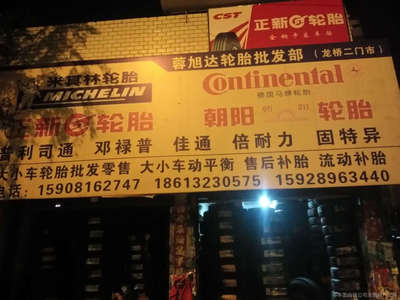 CST 正新轮胎
蓉旭达轮胎批发部（龙桥二门市）
米其林轮胎
MICHELIN
Continental
德国马牌轮胎
正新轮胎 朝阳 轮胎
普利司通 邓禄普 佳通 倍耐力 固特异
大小车轮胎批发零售 大小车动平衡 售后补胎 流动补胎
电话：15908162747 18613230575 15928963440